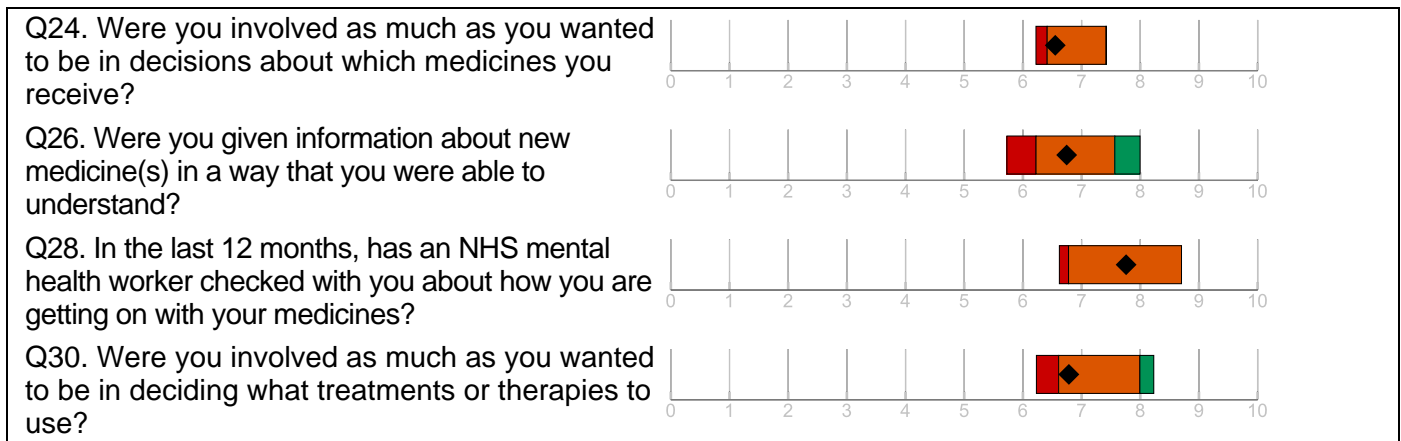 Q24. Were you involved as much as you wanted
to be in decisions about which medicines you
receive?
0 1 2 3 4 5 6 7 8 9 10
Q26. Were you given information about new
medicine(s) in a way that you were able to
understand?
0 1 2 3 4 5 6 7 8 9 10
Q28. In the last 12 months, has an NHS mental
health worker checked with you about how you are
getting on with your medicines?
0 1 2 3 4 5 6 7 8 9 10
Q30. Were you involved as much as you wanted
to be in deciding what treatments or therapies to
use?
0 1 2 3 4 5 6 7 8 9 10